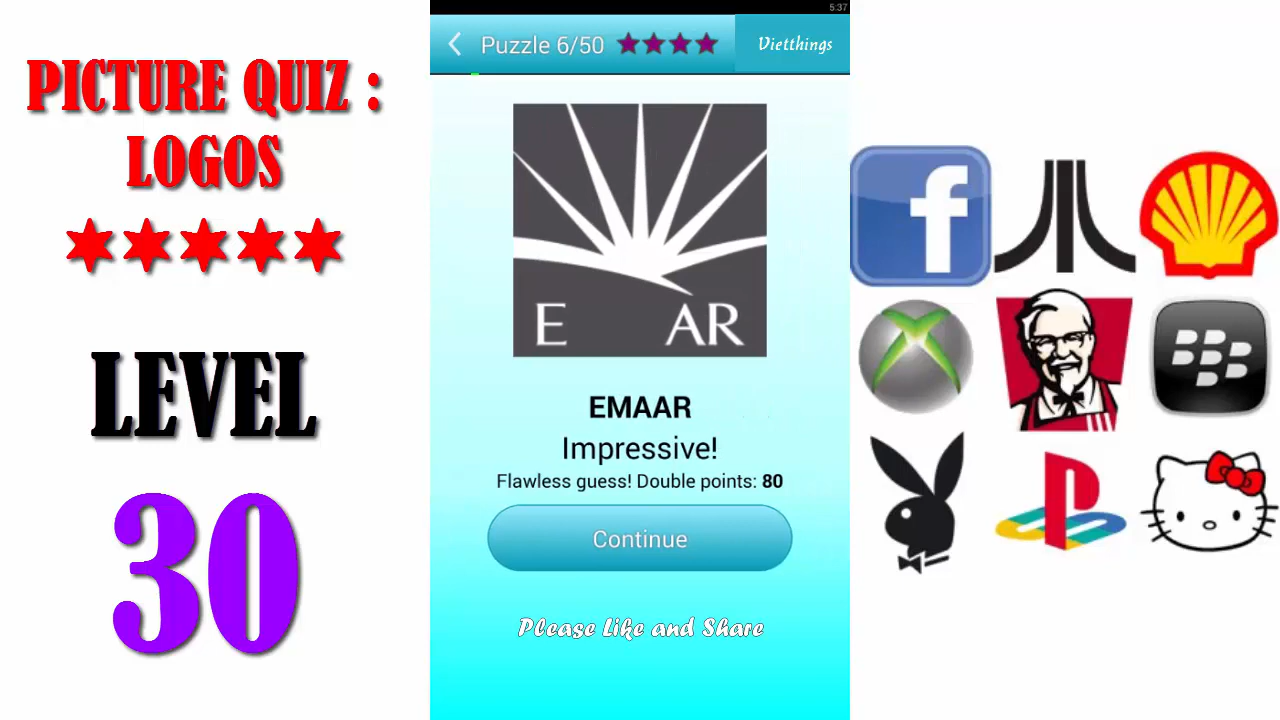 PICTURE QUIZ :
LOGOS
LEVEL
30
5:37
Puzzle 6/50
Vietthings
E AR
EMAAR
Impressive!
Flawless guess! Double points: 80
Continue
Please Like and Share
f